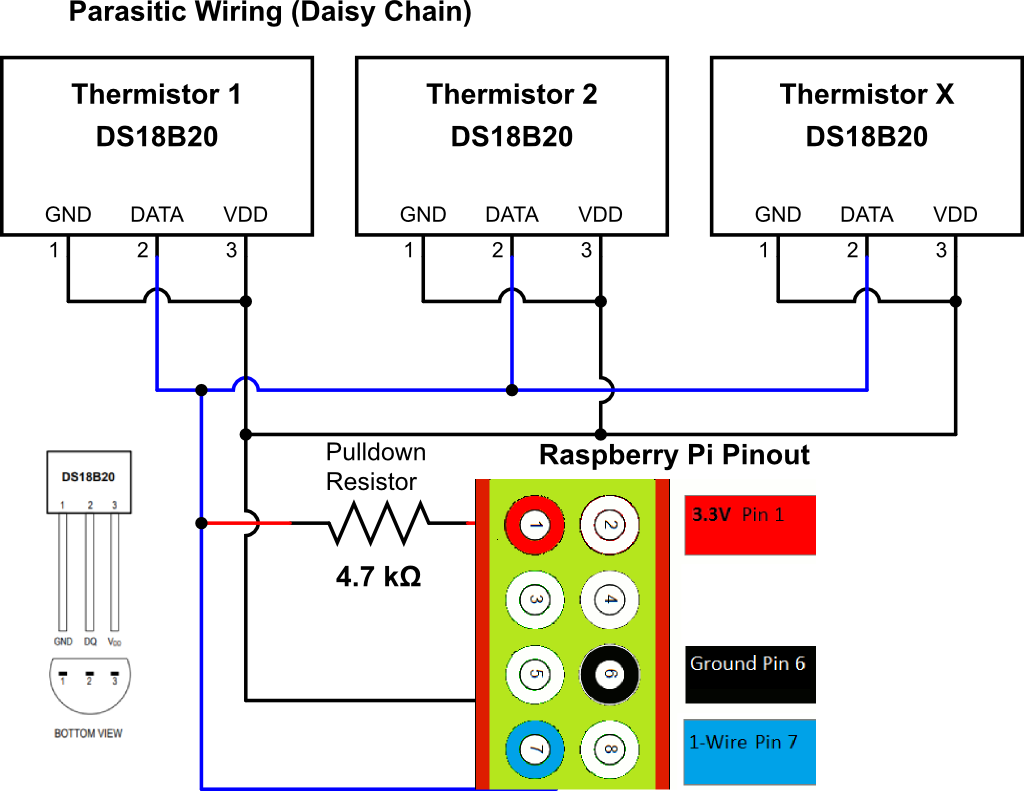 Parasitic Wiring (Daisy Chain)
Thermistor 1
DS18B20
GND DATA VDD
1 2 3
Thermistor 2
DS18B20
GND DATA VDD
1 2 3
Thermistor X
DS18B20
GND DATA VDD
1 2 3
DS18B20
1 2 3
GND DQ VDD
1 2 3
BOTTOM VIEW
Pulldown
Resistor
4.7 kΩ
Raspberry Pi Pinout
1 2
3 4
5 6
7 8
3.3V Pin 1
Ground Pin 6
1-Wire Pin 7